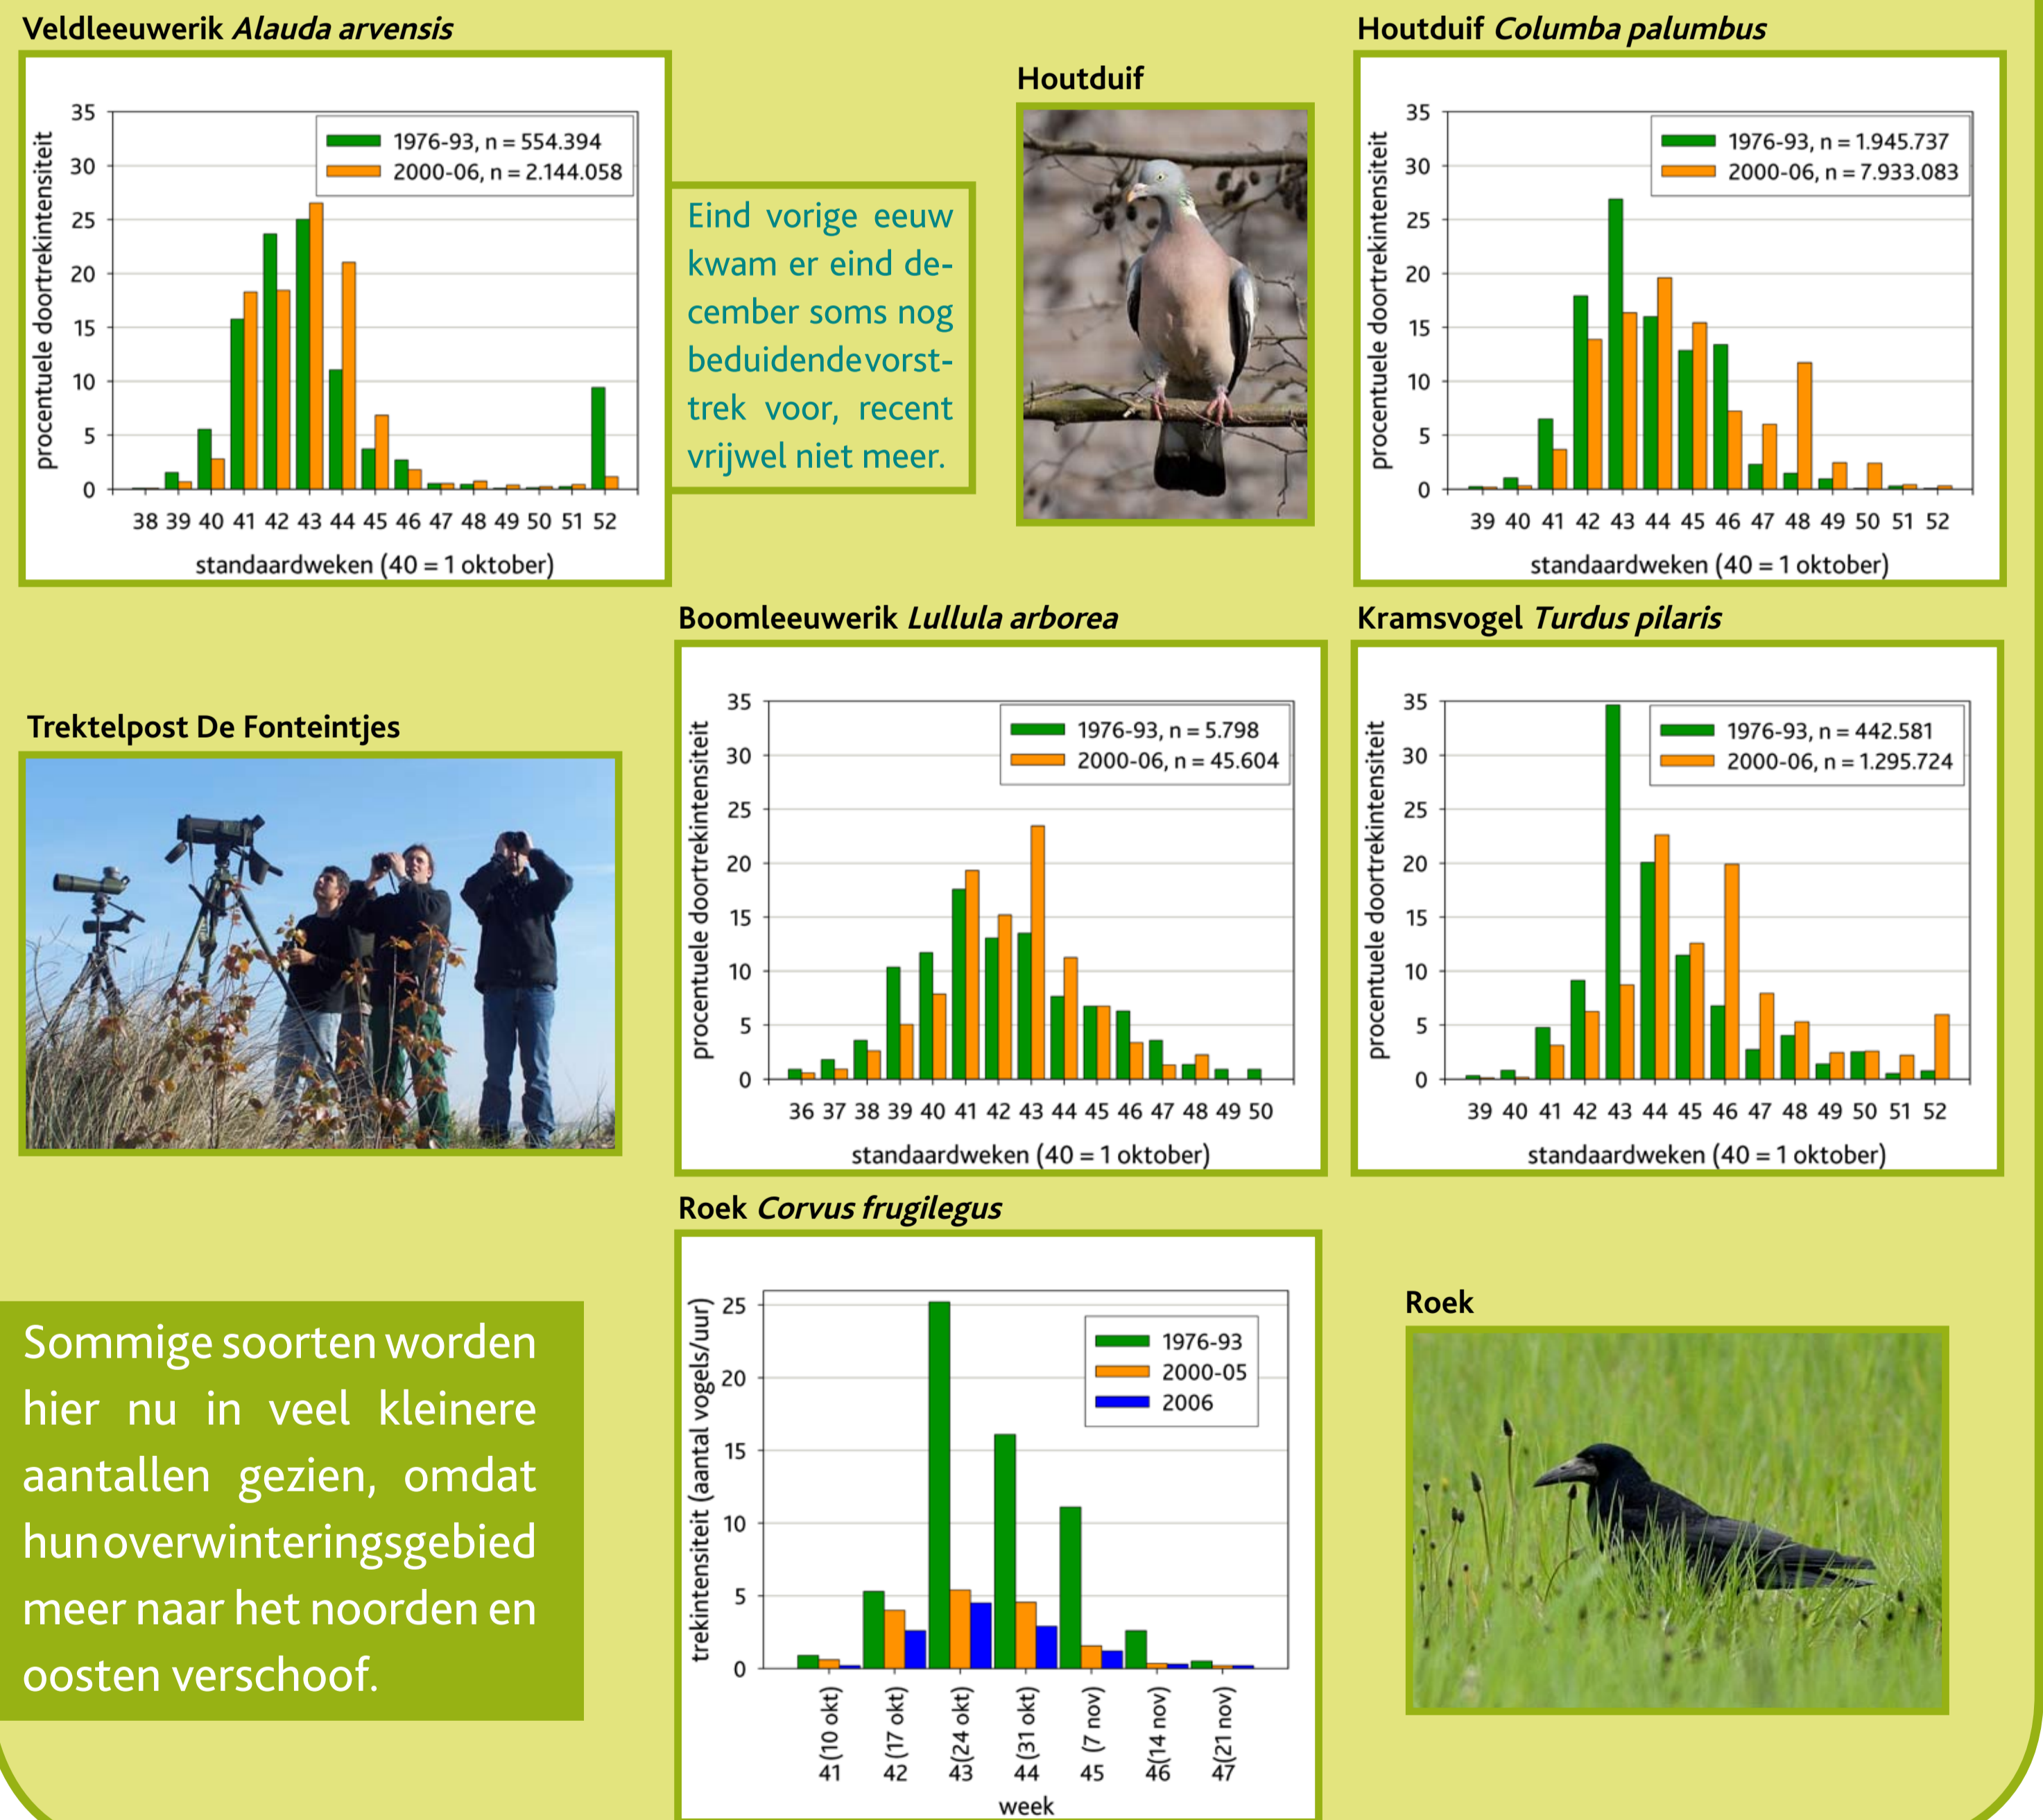 Veldleeuwerik Alauda arvensis
35
30
25
20
15
10
5
0
procentuele doortrekintensiteit
1976-93, n = 554.394
2000-06, n = 2.144.058
38 39 40 41 42 43 44 45 46 47 48 49 50 51 52
standaardweken (40 = 1 oktober)
Eind vorige eeuw
kwam er eind de-
cember soms nog
beduidende vorst-
trek voor, recent
vrijwel niet meer.
Houtduif
Houtduif Columba palumbus
35
30
25
20
15
10
5
0
procentuele doortrekintensiteit
1976-93, n = 1.945.737
2000-06, n = 7.933.083
39 40 41 42 43 44 45 46 47 48 49 50 51 52
standaardweken (40 = 1 oktober)
Trektelpost De Fonteintjes
Boomleeuwerik Lullula arborea
35
30
25
20
15
10
5
0
procentuele doortrekintensiteit
1976-93, n = 5.798
2000-06, n = 45.604
36 37 38 39 40 41 42 43 44 45 46 47 48 49 50
standaardweken (40 = 1 oktober)
Kramsvogel Turdus pilaris
35
30
25
20
15
10
5
0
procentuele doortrekintensiteit
1976-93, n = 442.581
2000-06, n = 1.295.724
39 40 41 42 43 44 45 46 47 48 49 50 51 52
standaardweken (40 = 1 oktober)
Sommige soorten worden
hier nu in veel kleinere
aantallen gezien, omdat
hun overwinteringsgebied
meer naar het noorden en
oosten verschoof.
Roek Corvus frugilegus
25
20
15
10
5
0
trekintensiteit (aantal vogels/uur)
1976-93
2000-05
2006
41 (10 okt)
42 (17 okt)
43 (24 okt)
44 (31 okt)
45 (7 nov)
46 (14 nov)
47 (21 nov)
week
Roek